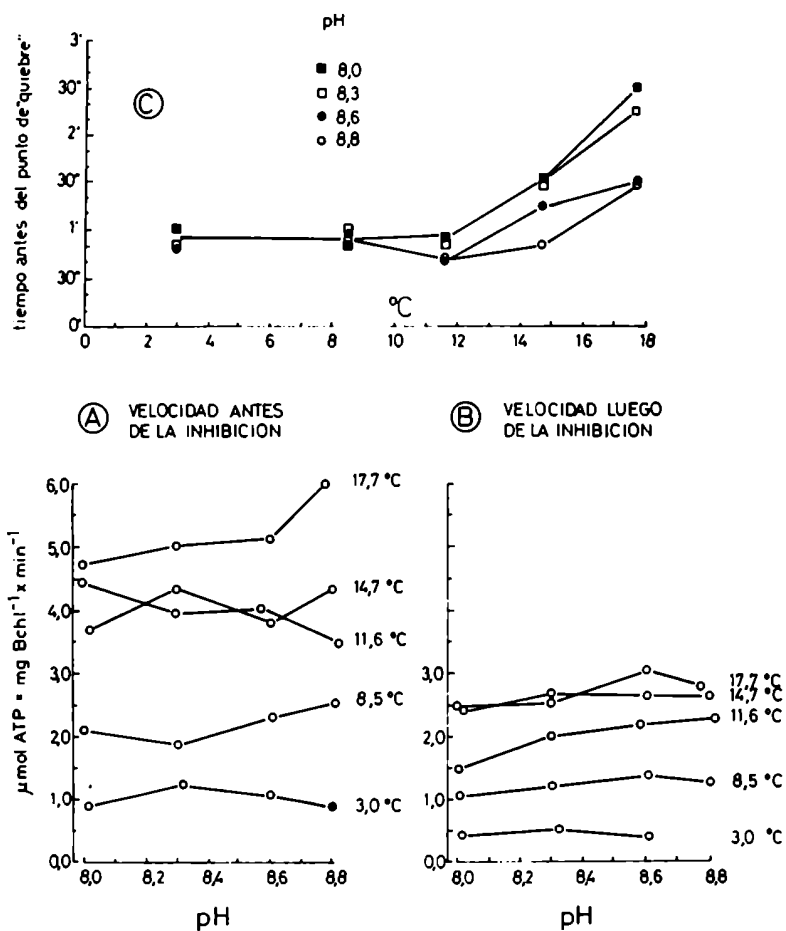 pH
8,0
8,3
8,6
8,8
C
tiempo antes del punto de "quiebre"
3'
30"
2'
30"
1'
30"
0'
0 2 4 6 8 10 12 14 16 18
°C
A VELOCIDAD ANTES
DE LA INHIBICION
µmol ATP × mg Bchl⁻¹ x min⁻¹
6,0
5,0
4,0
3,0
2,0
1,0
0,0
17,7 °C
14,7 °C
11,6 °C
8,5 °C
3,0 °C
8,0 8,2 8,4 8,6 8,8
pH
B VELOCIDAD LUEGO
DE LA INHIBICION
3,0
2,0
1,0
0,0
17,7 °C
14,7 °C
11,6 °C
8,5 °C
3,0 °C
8,0 8,2 8,4 8,6 8,8
pH